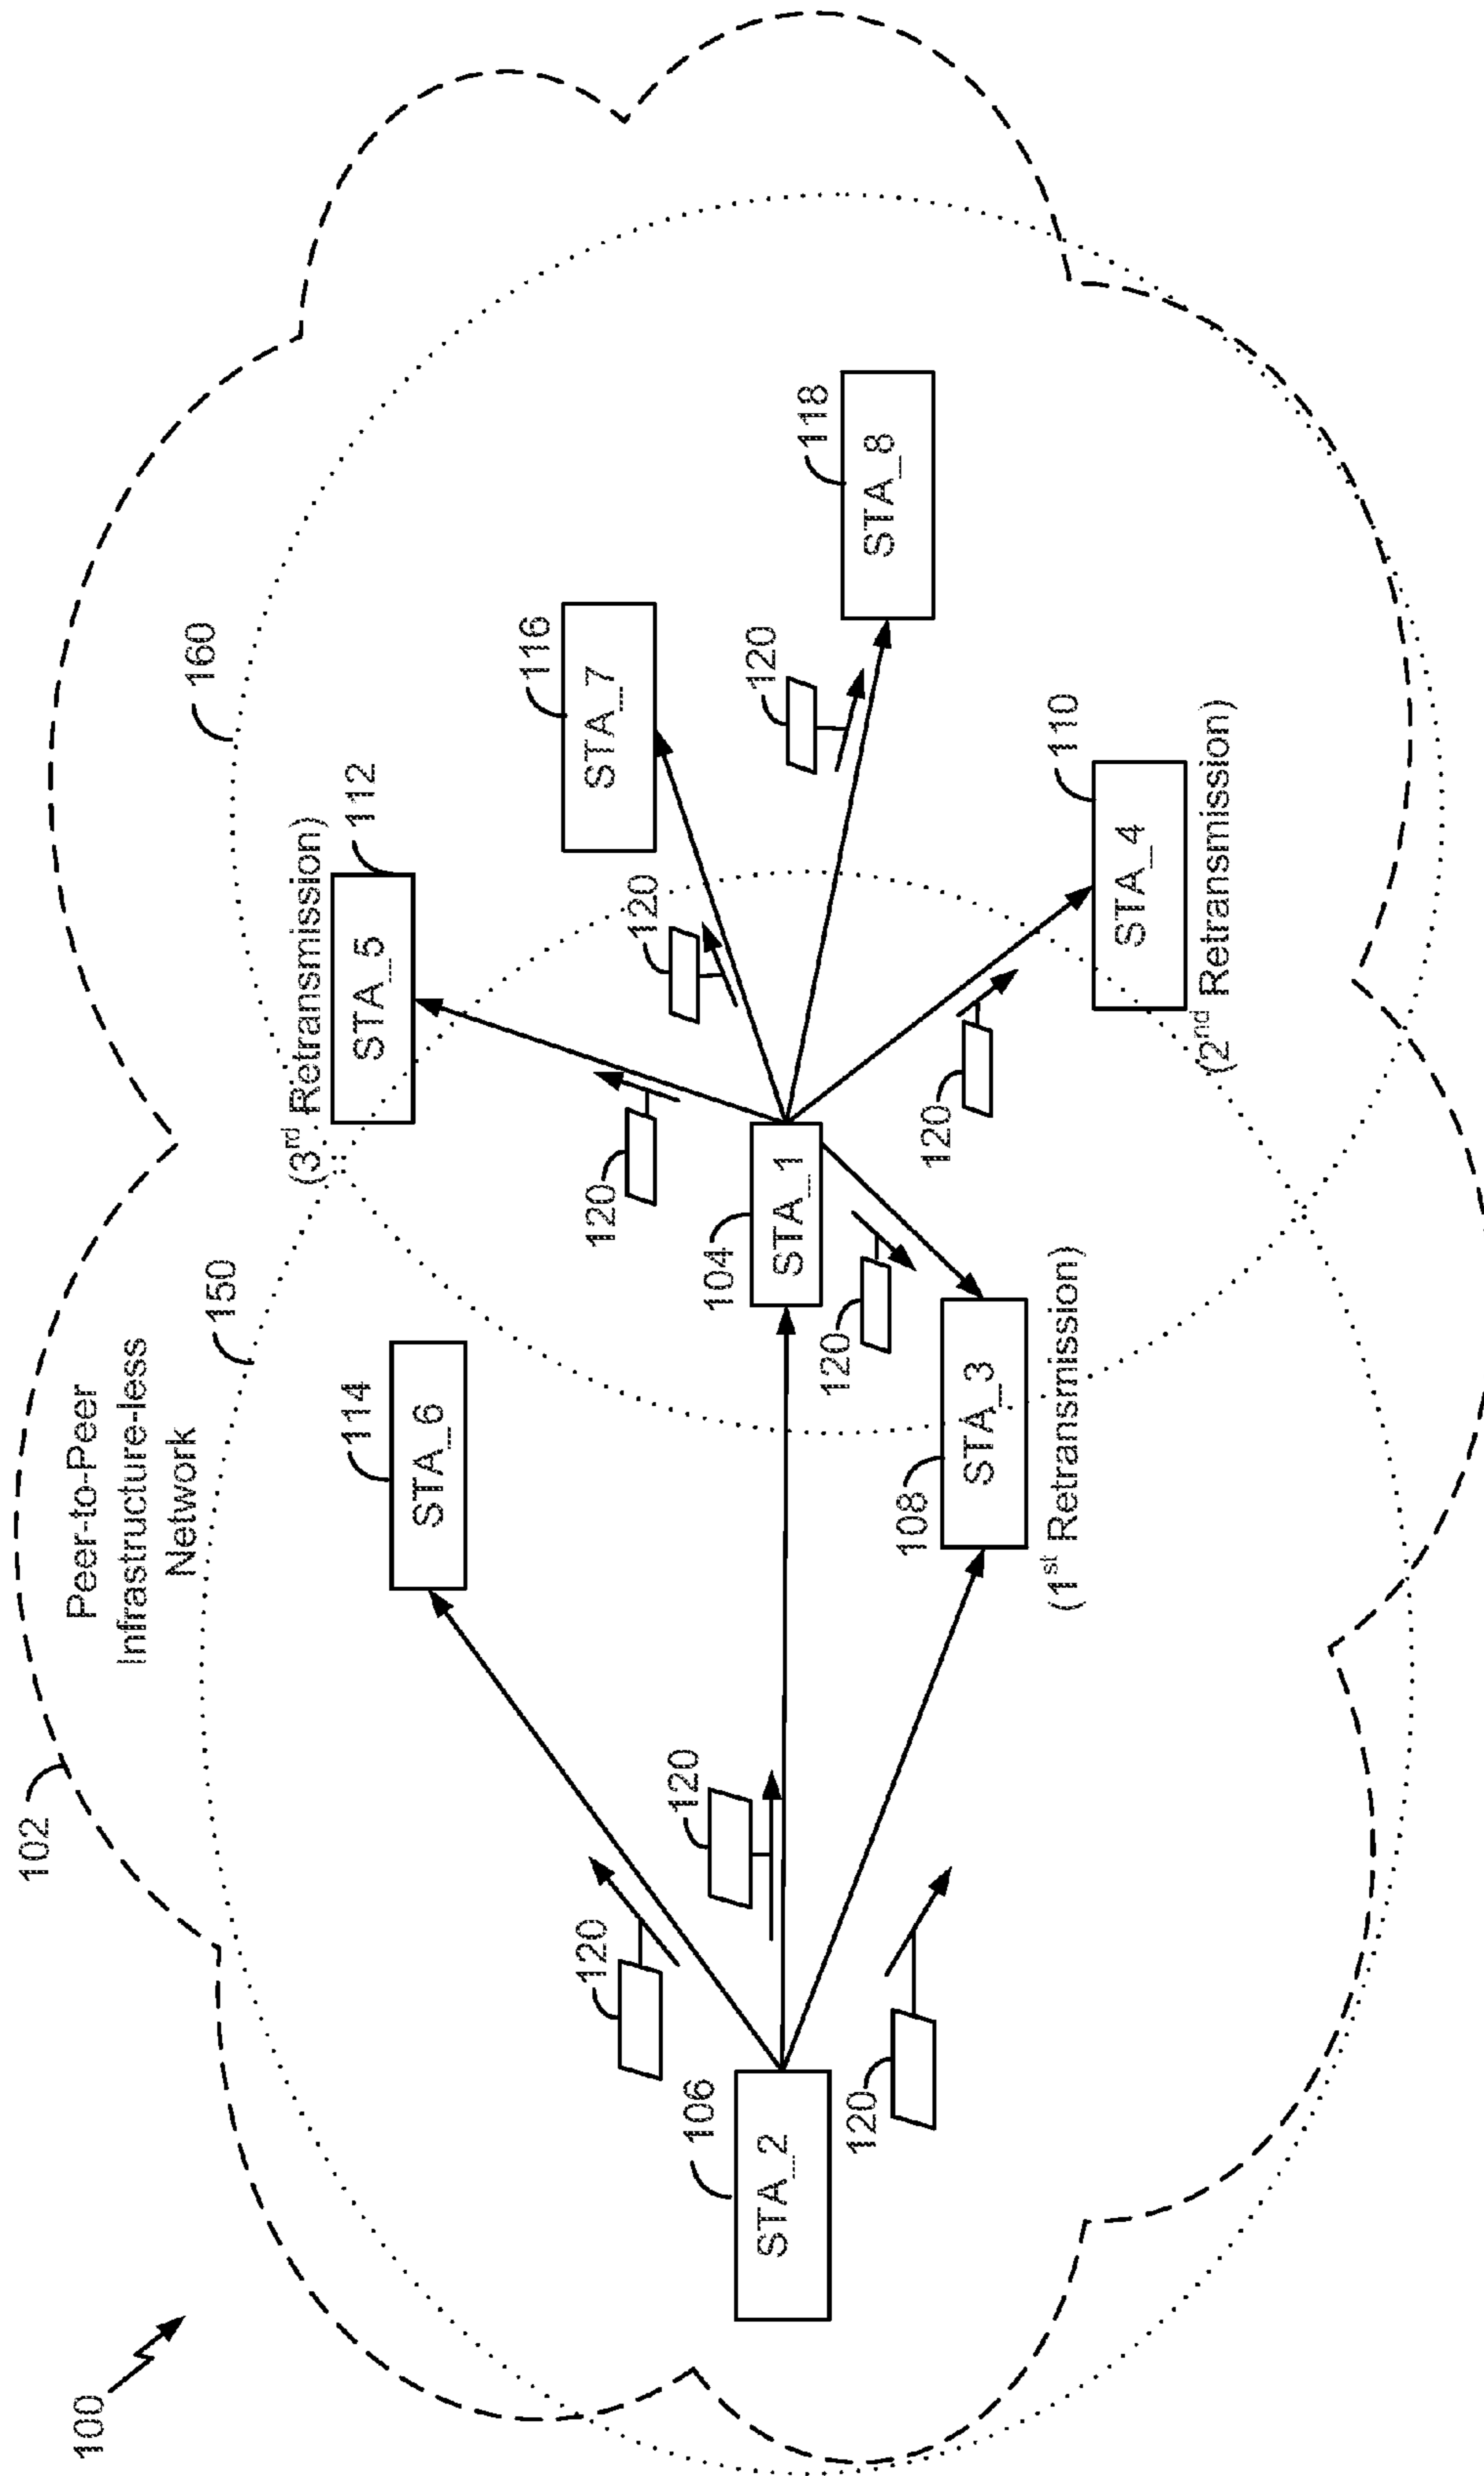 100
102
Peer-to-Peer
Infrastructure-less
Network
150
160
(3rd Retransmission)
112
STA_5
114
STA_6
116
STA_7
120
120
120
120
120
106
STA_2
104
STA_1
118
STA_8
120
120
120
108
STA_3
(1st Retransmission)
110
STA_4
(2nd Retransmission)